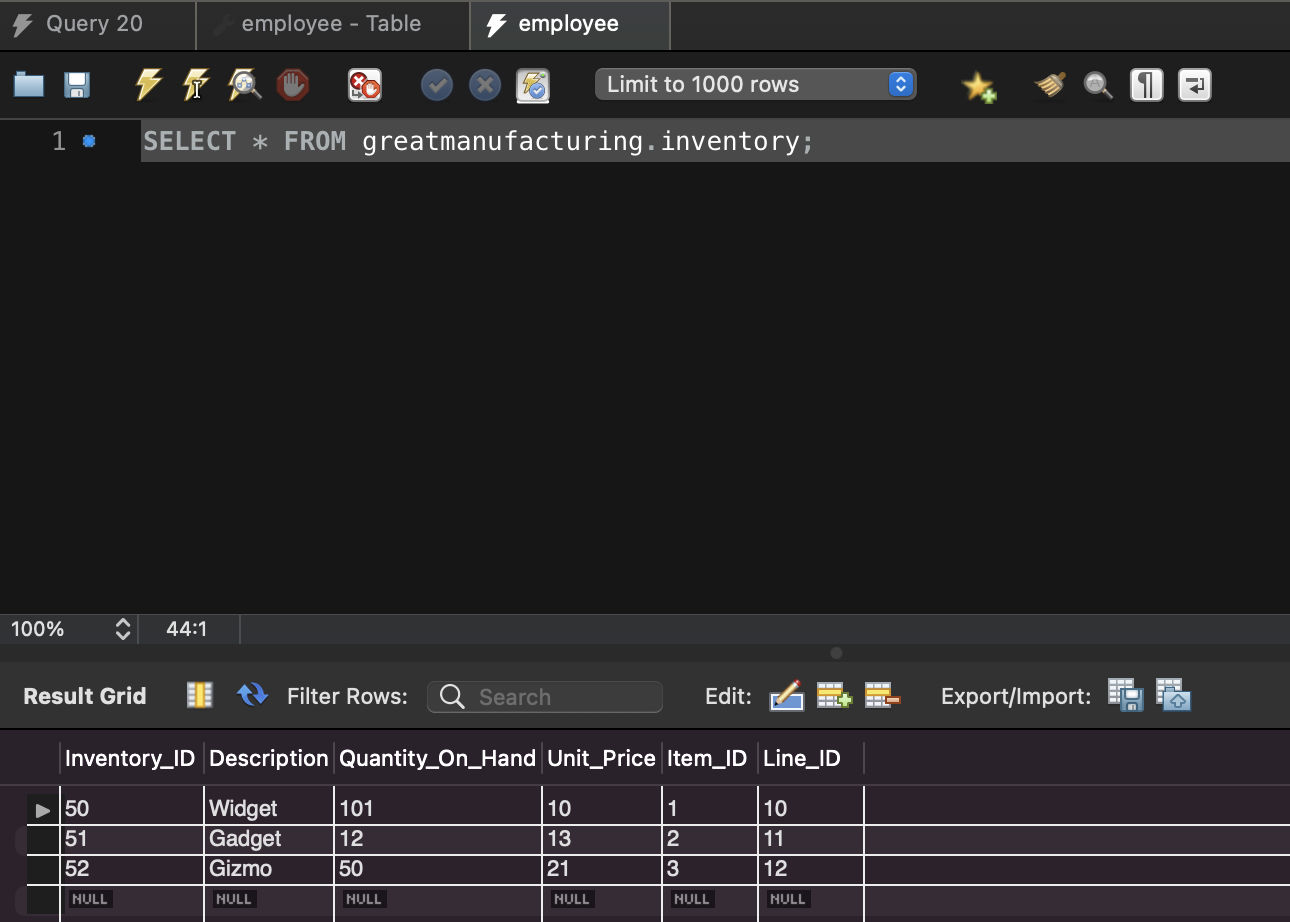 Query 20 employee - Table employee
Limit to 1000 rows
1 SELECT * FROM greatmanufacturing.inventory;
100% 44:1
Result Grid Filter Rows: Search Edit: Export/Import:
Inventory_ID Description Quantity_On_Hand Unit_Price Item_ID Line_ID
50 Widget 101 10 1 10
51 Gadget 12 13 2 11
52 Gizmo 50 21 3 12
NULL NULL NULL NULL NULL NULL